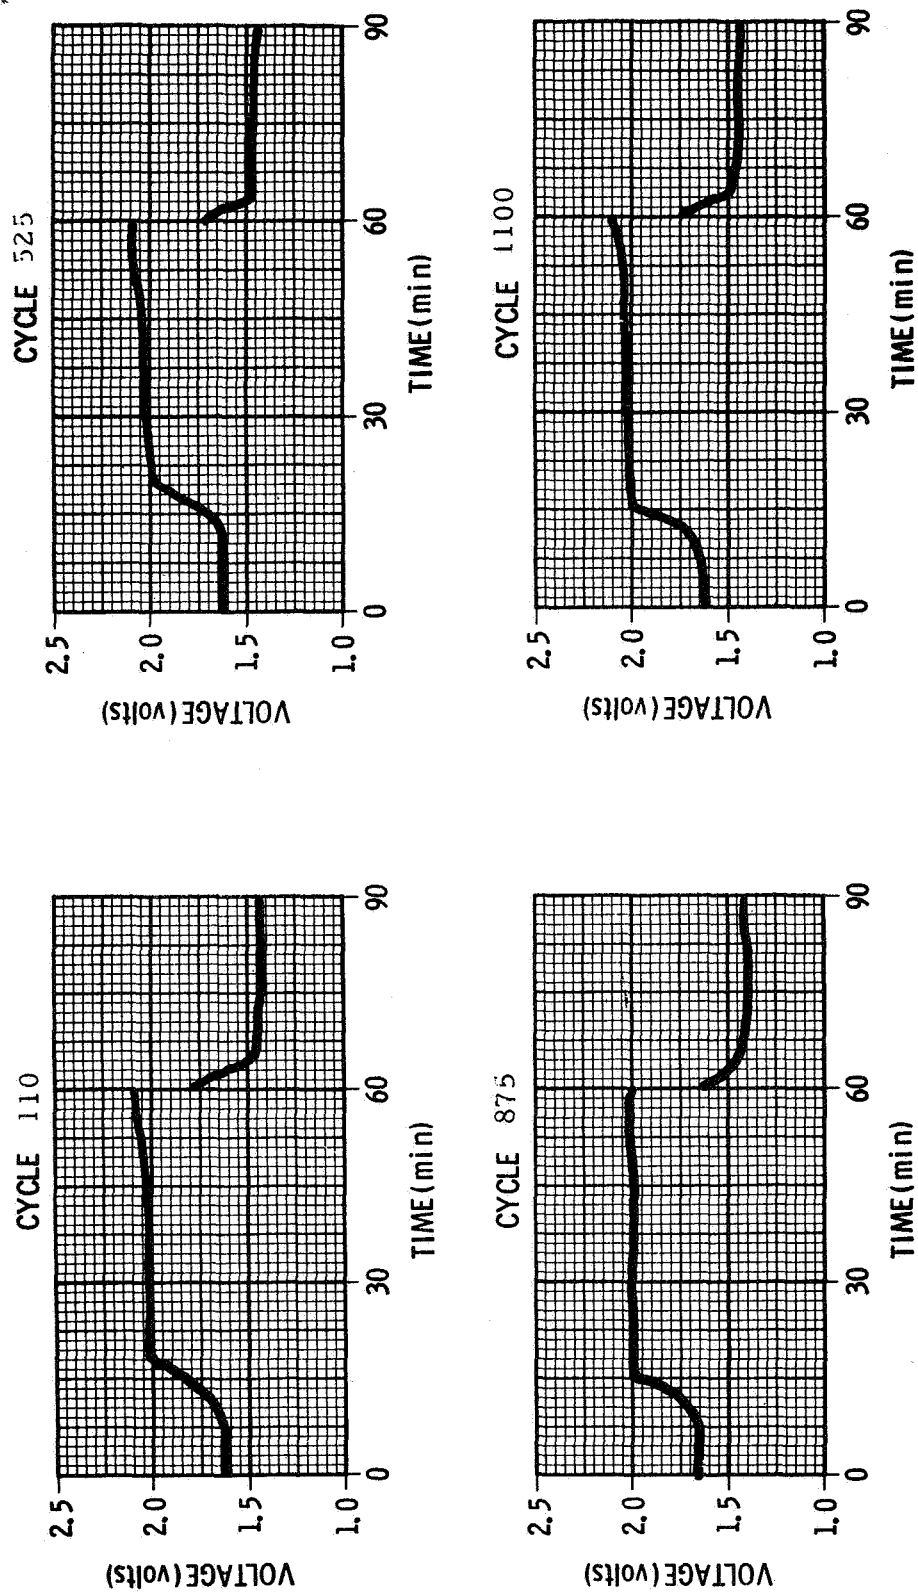 CYCLE 110
2.5
2.0
1.5
1.0
VOLTAGE (volts)
0
30
60
90
TIME (min)
CYCLE 525
2.5
2.0
1.5
1.0
VOLTAGE (volts)
0
30
60
90
TIME (min)
CYCLE 875
2.5
2.0
1.5
1.0
VOLTAGE (volts)
0
30
60
90
TIME (min)
CYCLE 1100
2.5
2.0
1.5
1.0
VOLTAGE (volts)
0
30
60
90
TIME (min)